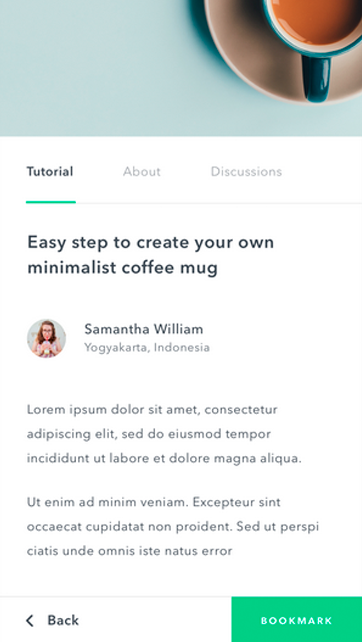 Tutorial About Discussions
Easy step to create your own
minimalist coffee mug
Samantha William
Yogyakarta, Indonesia
Lorem ipsum dolor sit amet, consectetur
adipiscing elit, sed do eiusmod tempor
incididunt ut labore et dolore magna aliqua.
Ut enim ad minim veniam. Excepteur sint
occaecat cupidatat non proident. Sed ut perspi
ciatis unde omnis iste natus error
Back BOOKMARK